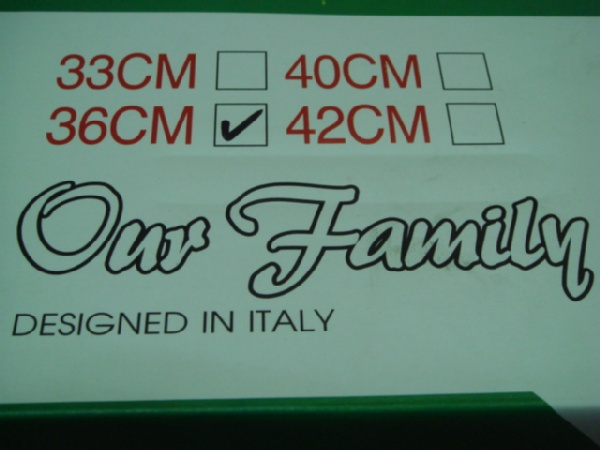 33CM 40CM
36CM 42CM
Our Family
DESIGNED IN ITALY